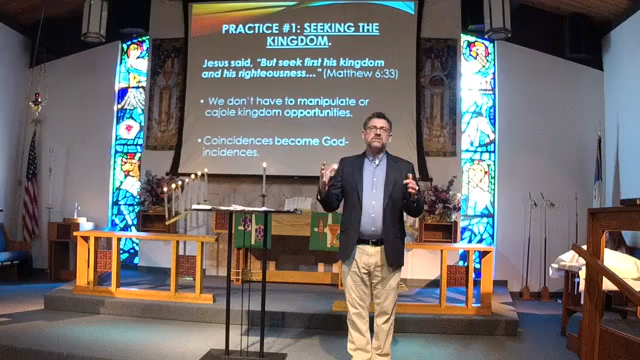 PRACTICE #1: SEEKING THE
KINGDOM.
Jesus said, "But seek first his kingdom
and his righteousness..." (Matthew 6:33)
• We don't have to manipulate or
cajole kingdom opportunities.
• Coincidences become God-
incidences.